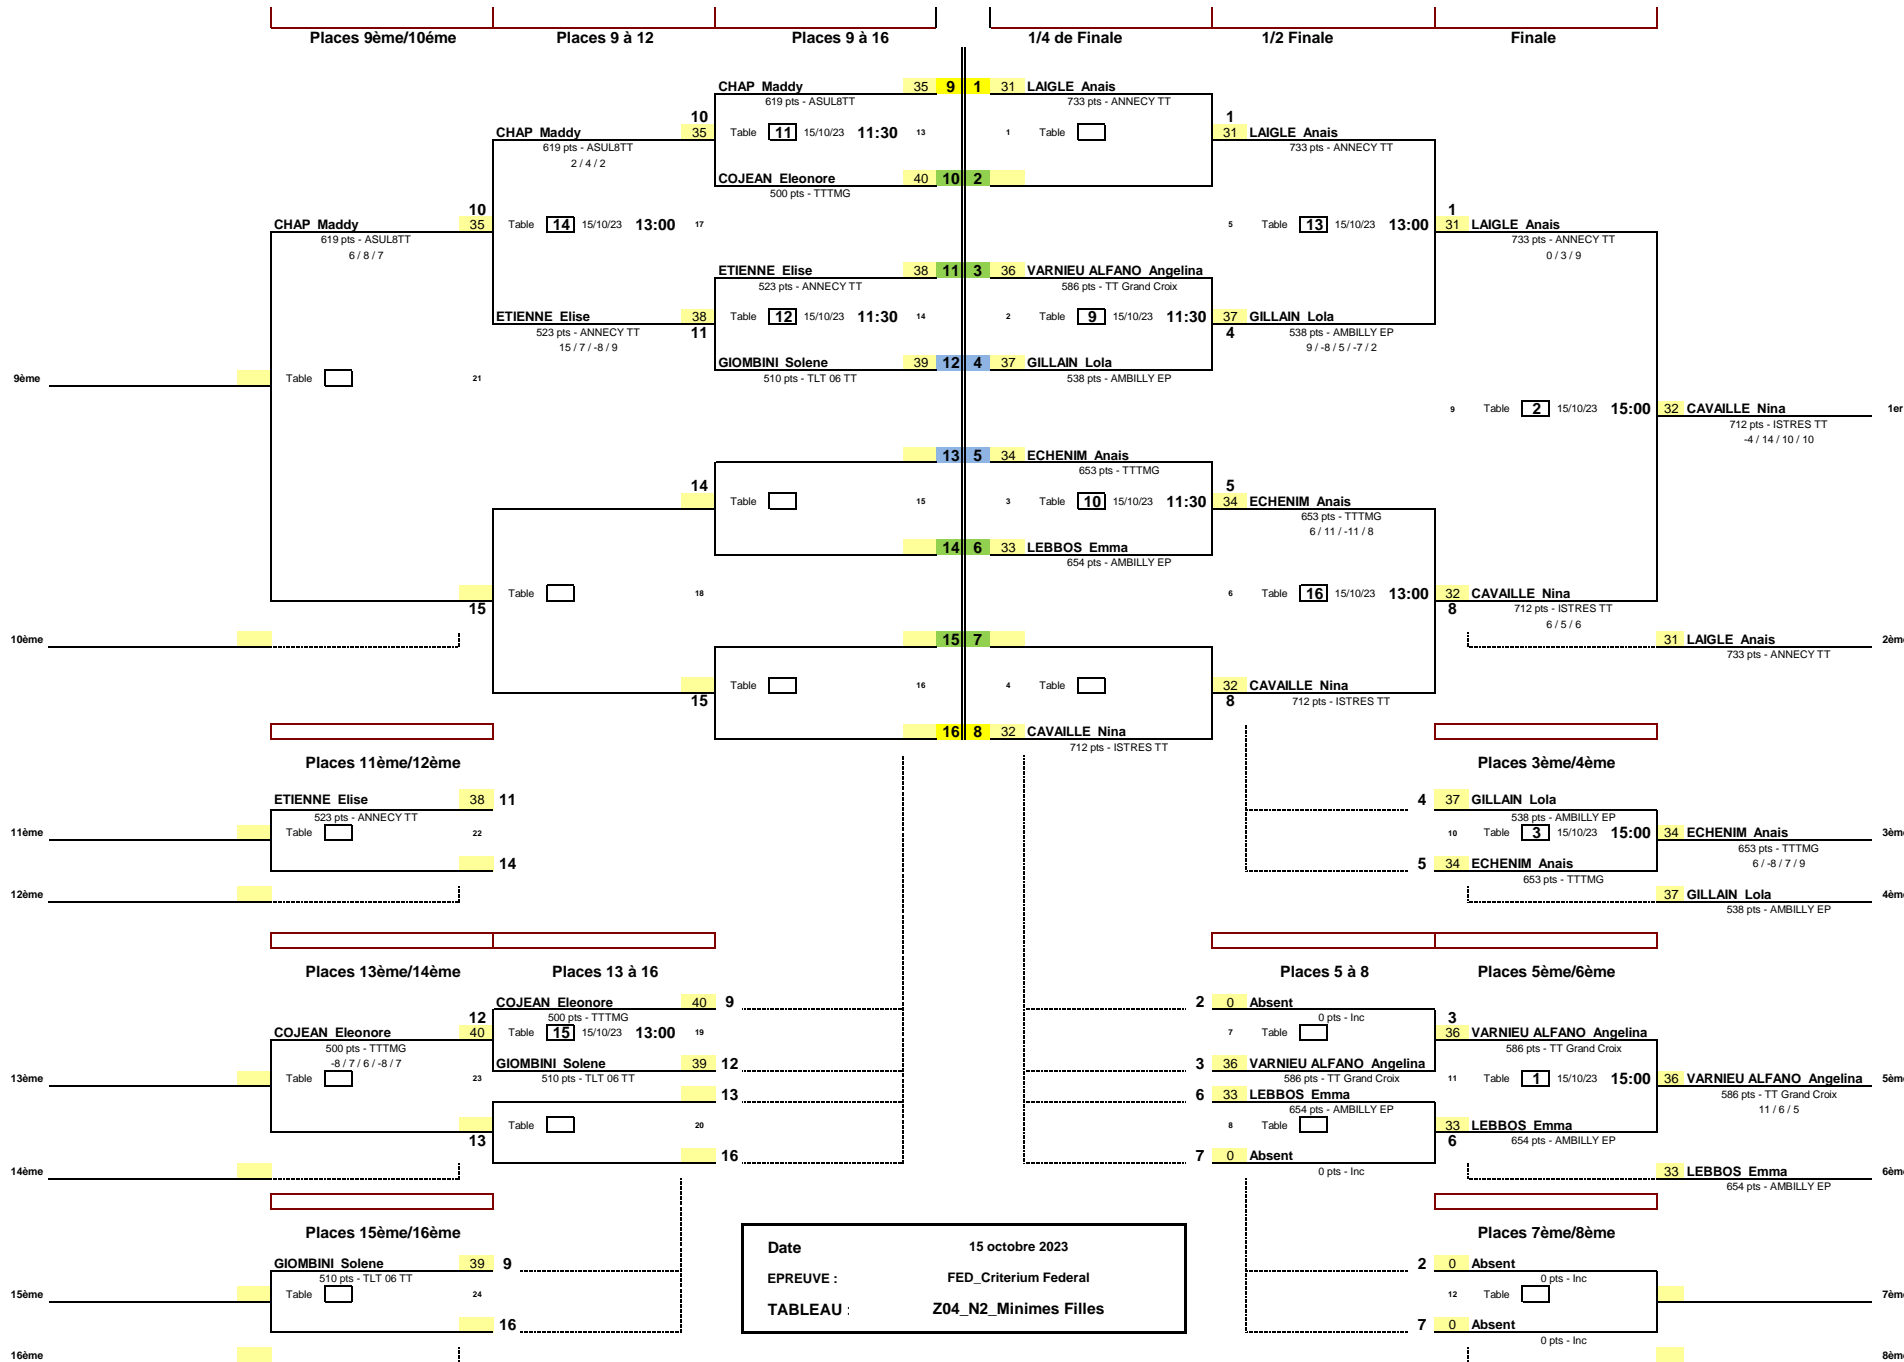 Places 9ème/10éme Places 9 à 12 Places 9 à 16 1/4 de Finale 1/2 Finale Finale
CHAP Maddy 35 9 1 31 LAIGLE Anais
619 pts - ASUL8TT 733 pts - ANNECY TT
10 1
CHAP Maddy 35 Table 11 15/10/23 11:30 13 1 Table 31 LAIGLE Anais
619 pts - ASUL8TT 733 pts - ANNECY TT
2 / 4 / 2
COJEAN Eleonore 40 10 2
500 pts - TTTMG
10 1
CHAP Maddy 35 Table 14 15/10/23 13:00 17 5 Table 13 15/10/23 13:00 31 LAIGLE Anais
619 pts - ASUL8TT 733 pts - ANNECY TT
6 / 8 / 7 0 / 3 / 9
ETIENNE Elise 38 11 3 36 VARNIEU ALFANO Angelina
523 pts - ANNECY TT 586 pts - TT Grand Croix
ETIENNE Elise 38 Table 12 15/10/23 11:30 14 2 Table 9 15/10/23 11:30 37 GILLAIN Lola
523 pts - ANNECY TT 11 4 538 pts - AMBILLY EP
15 / 7 / -8 / 9 9 / -8 / 5 / -7 / 2
GIOMBINI Solene 39 12 4 37 GILLAIN Lola
510 pts - TLT 06 TT 538 pts - AMBILLY EP
9ème Table 21
9 Table 2 15/10/23 15:00 32 CAVAILLE Nina 1er
712 pts - ISTRES TT
-4 / 14 / 10 / 10
13 5 34 ECHENIM Anais
653 pts - TTTMG
14 5
Table 15 3 Table 10 15/10/23 11:30 34 ECHENIM Anais
653 pts - TTTMG
6 / 11 / -11 / 8
14 6 33 LEBBOS Emma
654 pts - AMBILLY EP
Table 18 6 Table 16 15/10/23 13:00 32 CAVAILLE Nina
15 8 712 pts - ISTRES TT
6 / 5 / 6
10ème 15 7 31 LAIGLE Anais 2èm
733 pts - ANNECY TT
Table 16 4 Table 32 CAVAILLE Nina
15 8 712 pts - ISTRES TT
16 8 32 CAVAILLE Nina
712 pts - ISTRES TT
Places 11ème/12ème Places 3ème/4ème
ETIENNE Elise 38 11 4 37 GILLAIN Lola
523 pts - ANNECY TT 538 pts - AMBILLY EP
11ème Table 22 10 Table 3 15/10/23 15:00 34 ECHENIM Anais 3èm
653 pts - TTTMG
14 5 34 ECHENIM Anais 6 / -8 / 7 / 9
653 pts - TTTMG
12ème 37 GILLAIN Lola 4èm
538 pts - AMBILLY EP
Places 13ème/14ème Places 13 à 16 Places 5 à 8 Places 5ème/6ème
COJEAN Eleonore 40 9 2 0 Absent
500 pts - TTTMG 0 pts - Inc
12 3
COJEAN Eleonore 40 Table 15 15/10/23 13:00 19 7 Table 36 VARNIEU ALFANO Angelina
500 pts - TTTMG 586 pts - TT Grand Croix
-8 / 7 / 6 / -8 / 7
GIOMBINI Solene 39 12 3 36 VARNIEU ALFANO Angelina
510 pts - TLT 06 TT 586 pts - TT Grand Croix
13ème Table 23 11 Table 1 15/10/23 15:00 36 VARNIEU ALFANO Angelina 5èm
586 pts - TT Grand Croix
11 / 6 / 5
13 6 33 LEBBOS Emma
654 pts - AMBILLY EP
Table 20 8 Table 33 LEBBOS Emma
13 6 654 pts - AMBILLY EP
16 7 0 Absent
0 pts - Inc
14ème 33 LEBBOS Emma 6èm
654 pts - AMBILLY EP
Places 15ème/16ème Places 7ème/8ème
Date 15 octobre 2023
EPREUVE : FED_Criterium Federal
TABLEAU : Z04_N2_Minimes Filles
GIOMBINI Solene 39 9 2 0 Absent
510 pts - TLT 06 TT 0 pts - Inc
15ème Table 24 12 Table 7èm
16 7 0 Absent
0 pts - Inc
16ème 8èm